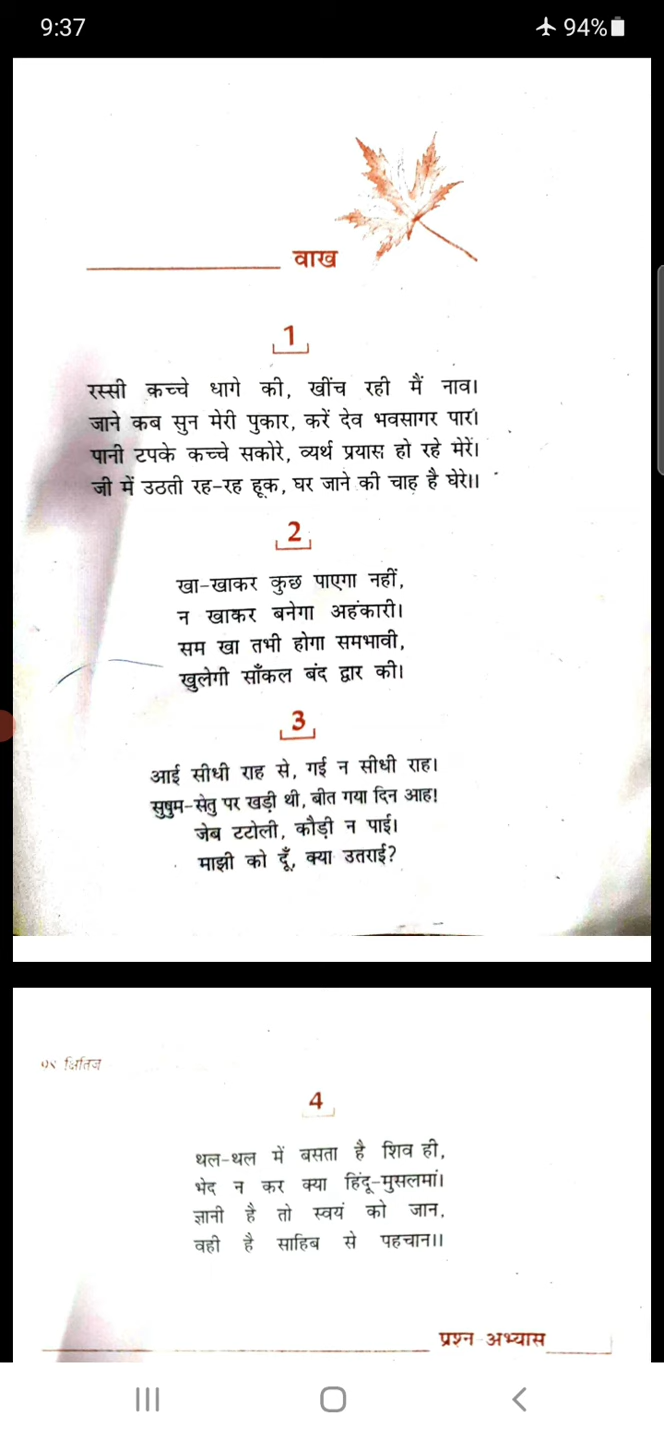 9:37
94%
वाख
1
रस्सी कच्चे धागे की, खींच रही मैं नाव।
जाने कब सुन मेरी पुकार, करें देव भवसागर पार।
पानी टपके कच्चे सकोरे, व्यर्थ प्रयास हो रहे मेरे।
जी में उठती रह-रह हूक, घर जाने की चाह है घेरे॥
2
खा-खाकर कुछ पाएगा नहीं,
न खाकर बनेगा अहंकारी।
सम खा तभी होगा समभावी,
खुलेगी साँकल बंद द्वार की।
3
आई सीधी राह से, गई न सीधी राह।
सुषुम-सेतु पर खड़ी थी, बीत गया दिन आह!
जेब टटोली, कौड़ी न पाई।
माझी को दूँ, क्या उतराई?
क्षितिज
4
थल-थल में बसता है शिव ही,
भेद न कर क्या हिंदू-मुसलमां।
ज्ञानी है तो स्वयं को जान,
वही है साहिब से पहचान॥
प्रश्न-अभ्यास